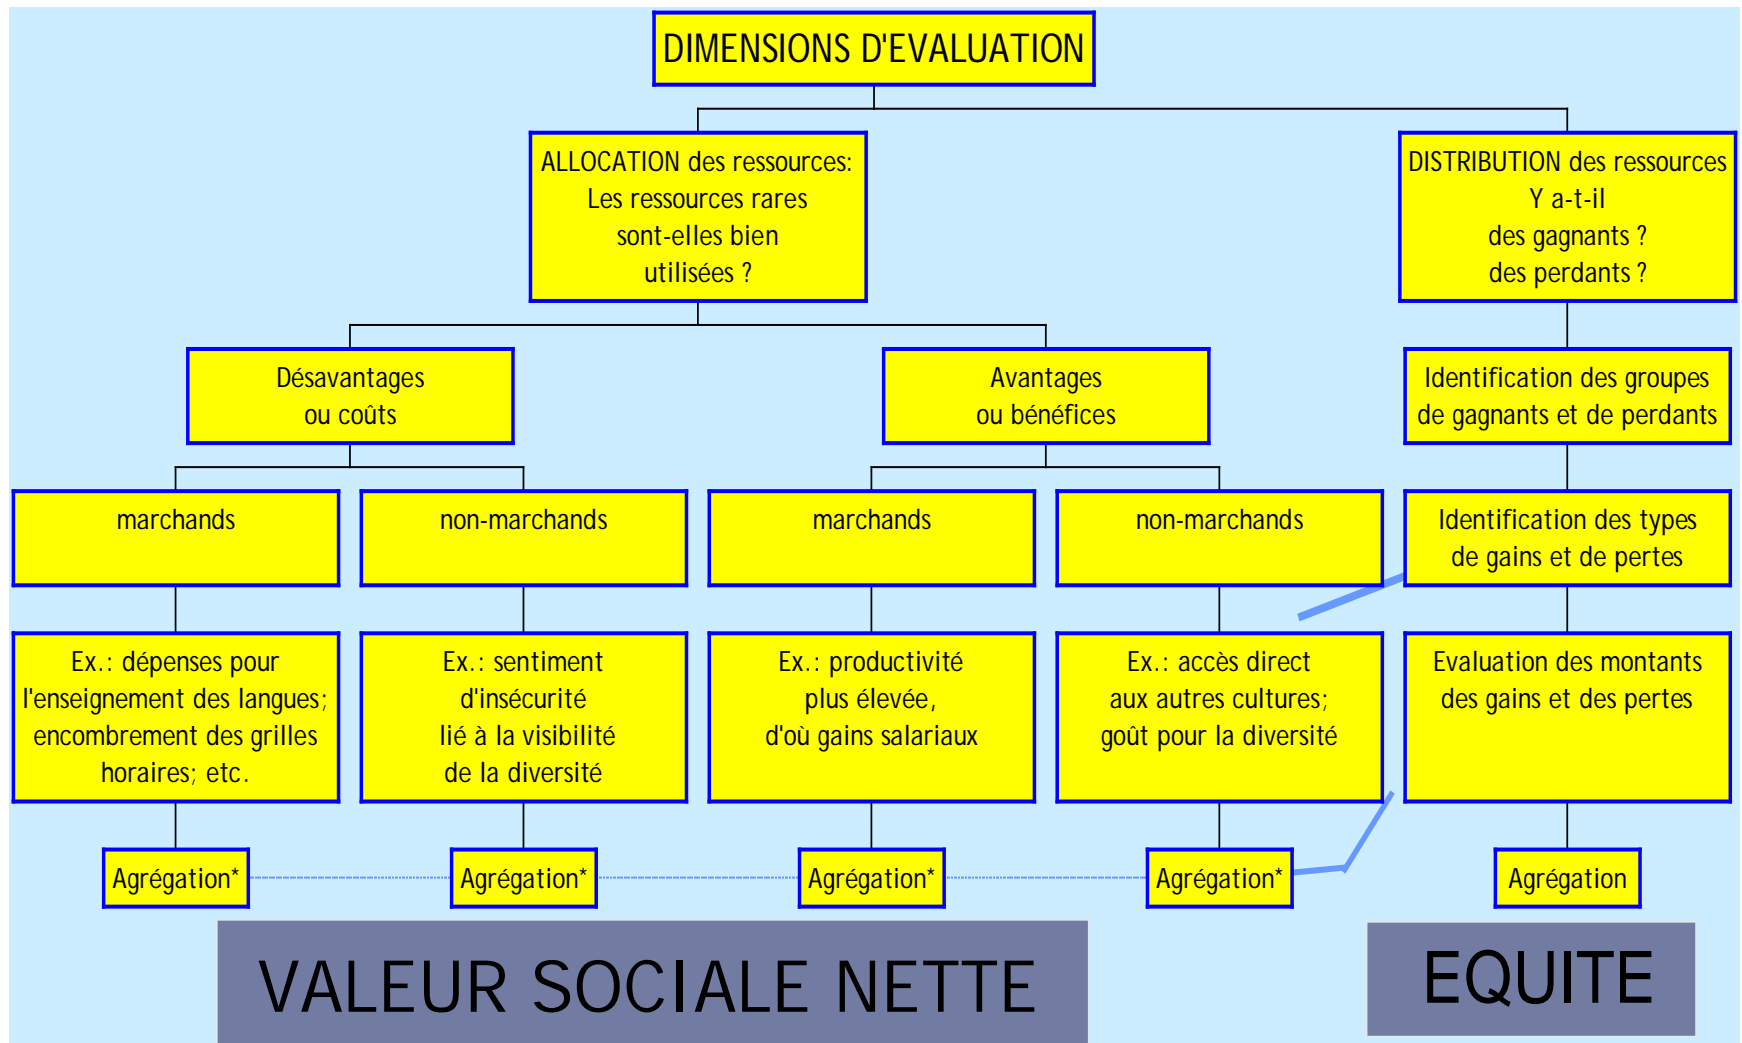 DIMENSIONS D'EVALUATION
ALLOCATION des ressources:
Les ressources rares
sont-elles bien
utilisées ?
DISTRIBUTION des ressources
Y a-t-il
des gagnants ?
des perdants ?
Désavantages
ou coûts
Avantages
ou bénéfices
Identification des groupes
de gagnants et de perdants
marchands
non-marchands
marchands
non-marchands
Identification des types
de gains et de pertes
Ex.: dépenses pour
l'enseignement des langues;
encombrement des grilles
horaires; etc.
Ex.: sentiment
d'insécurité
lié à la visibilité
de la diversité
Ex.: productivité
plus élevée,
d'où gains salariaux
Ex.: accès direct
aux autres cultures;
goût pour la diversité
Evaluation des montants
des gains et des pertes
Agrégation*
Agrégation*
Agrégation*
Agrégation*
Agrégation
VALEUR SOCIALE NETTE
EQUITE